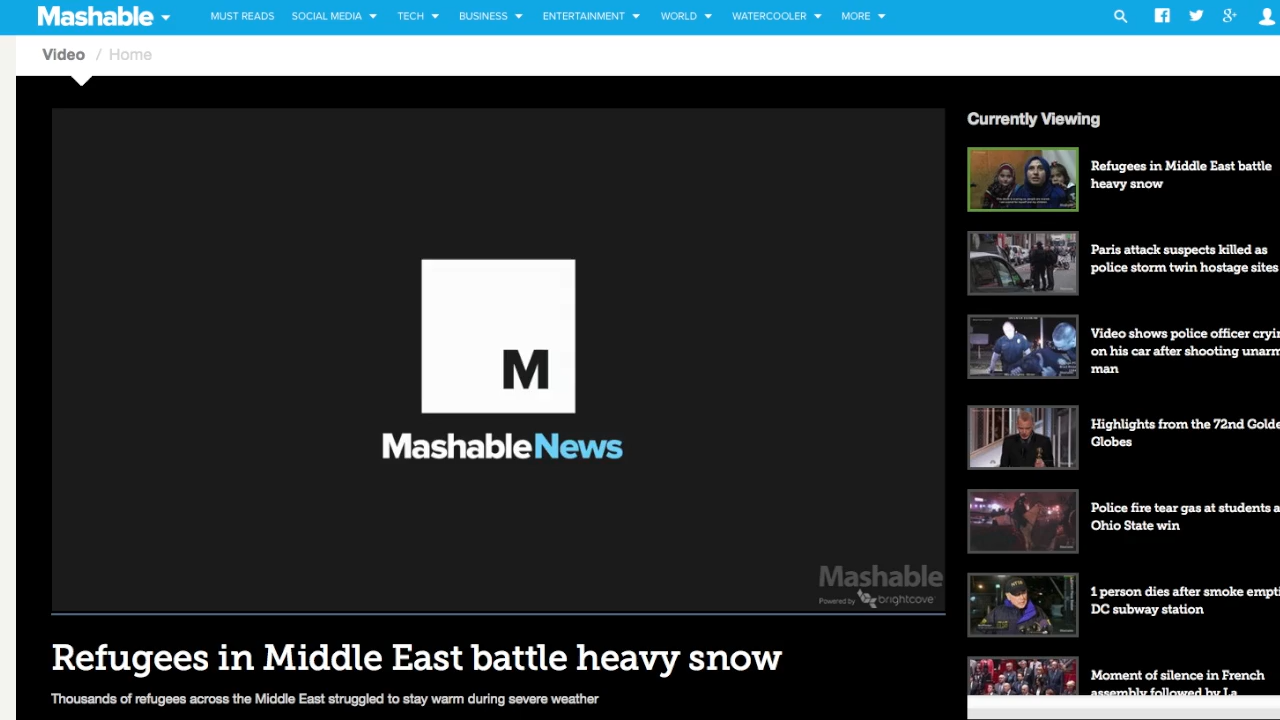 Mashable
MUST READS
SOCIAL MEDIA
TECH
BUSINESS
ENTERTAINMENT
WORLD
WATERCOOLER
MORE
Video / Home
M
MashableNews
Mashable
Powered by brightcove
Refugees in Middle East battle heavy snow
Thousands of refugees across the Middle East struggled to stay warm during severe weather
Currently Viewing
Refugees in Middle East battle
heavy snow
Paris attack suspects killed as
police storm twin hostage sites
Video shows police officer cryi
on his car after shooting unarm
man
Highlights from the 72nd Golde
Globes
Police fire tear gas at students a
Ohio State win
1 person dies after smoke empti
DC subway station
Moment of silence in French
assembly followed by La